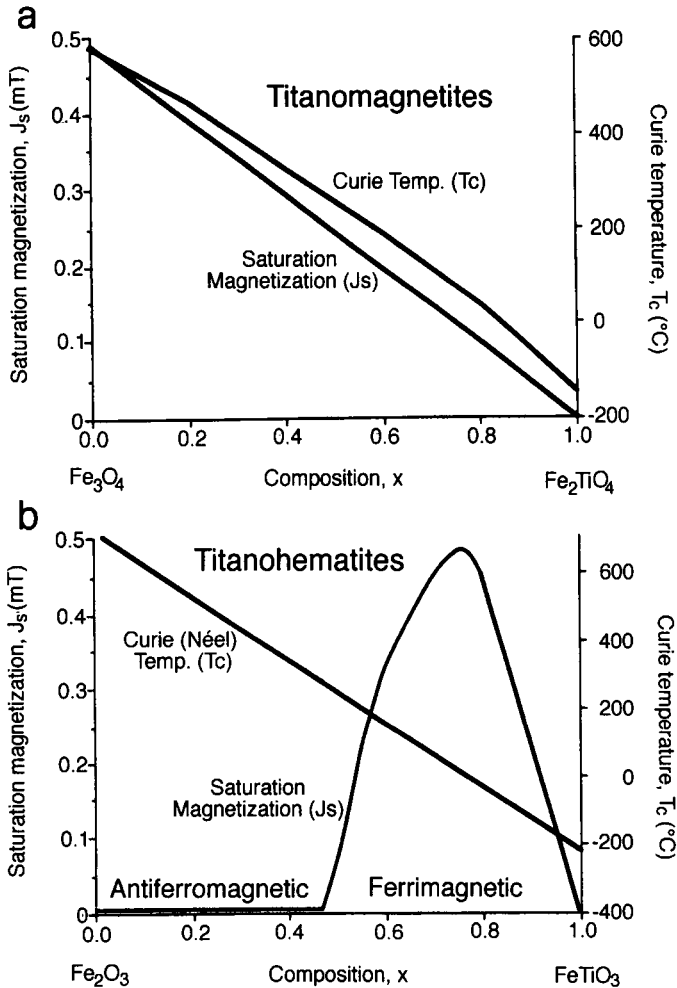 a
0.5
600
Titanomagnetites
0.4
400
Curie Temp. (Tc)
0.3
200
Saturation
Magnetization (Js)
0.2
0
0.1
0
-200
Saturation magnetization, Js (mT)
Curie temperature, Tc (°C)
0.0 0.2 0.4 0.6 0.8 1.0
Fe3O4 Composition, x Fe2TiO4
b
0.5
Titanohematites
600
0.4
Curie (Néel)
Temp. (Tc)
400
0.3
200
0.2
Saturation
Magnetization (Js)
0
0.1
-200
Antiferromagnetic Ferrimagnetic
0
-400
Saturation magnetization, Js' (mT)
Curie temperature, Tc (°C)
0.0 0.2 0.4 0.6 0.8 1.0
Fe2O3 Composition, x FeTiO3